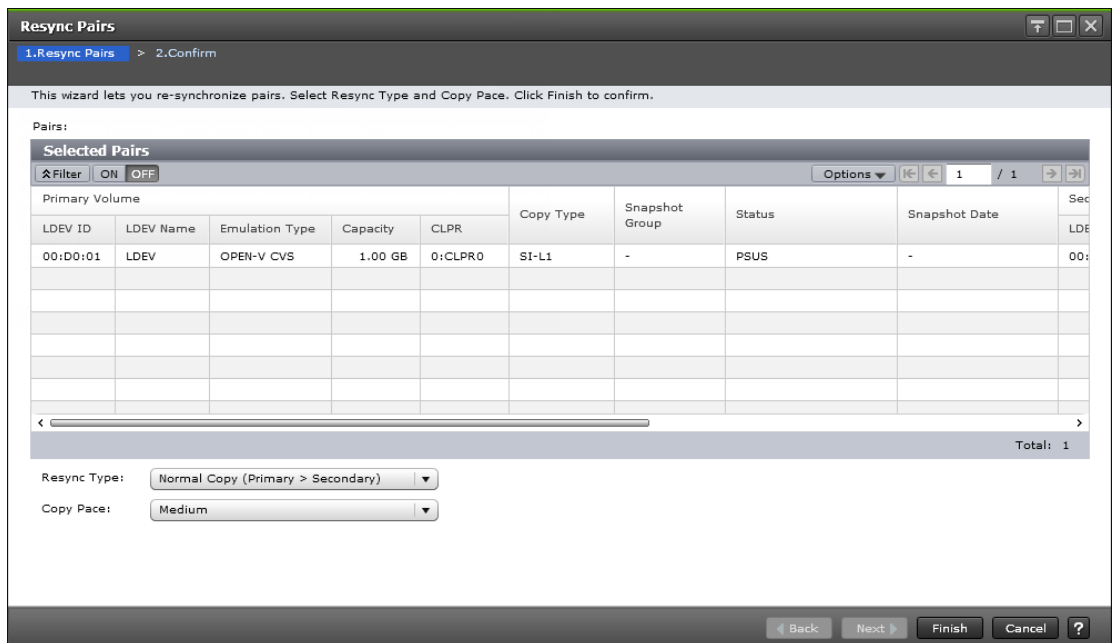 Resync Pairs
1.Resync Pairs > 2.Confirm
This wizard lets you re-synchronize pairs. Select Resync Type and Copy Pace. Click Finish to confirm.
Pairs:
Selected Pairs
Filter ON OFF Options 1 / 1
Primary Volume Copy Type Snapshot Group Status Snapshot Date Sec
LDEV ID LDEV Name Emulation Type Capacity CLPR LDE
00:D0:01 LDEV OPEN-V CVS 1.00 GB 0:CLPR0 SI-L1 - PSUS - 00:
Total: 1
Resync Type: Normal Copy (Primary > Secondary)
Copy Pace: Medium
Back Next Finish Cancel ?